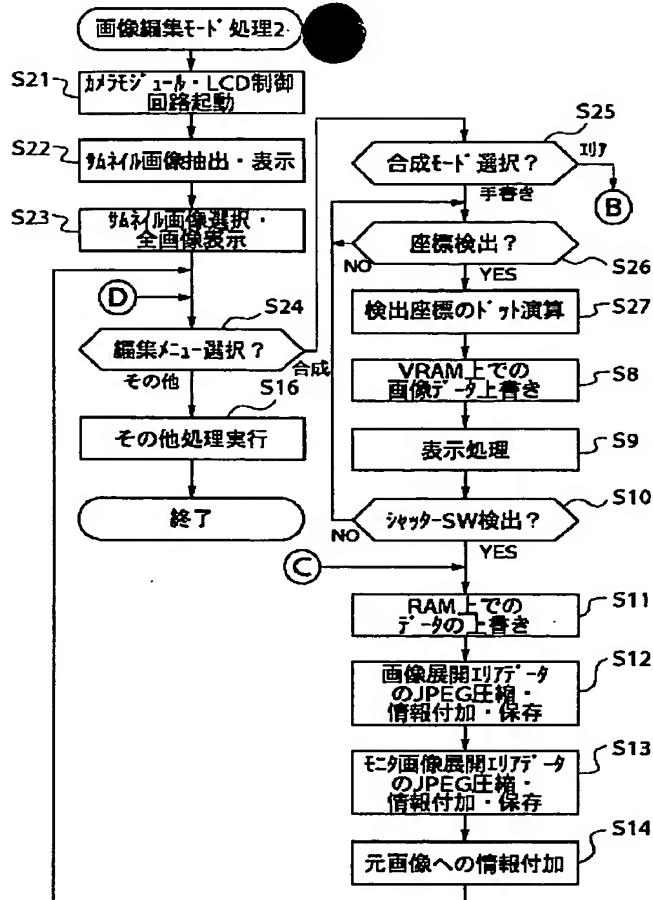 画像編集ﾓｰﾄﾞ処理2
S21
ｶﾒﾗﾓｼﾞｭｰﾙ・LCD制御
回路起動
S22
ｻﾑﾈｲﾙ画像抽出・表示
S23
ｻﾑﾈｲﾙ画像選択・
全画像表示
D
S24
編集ﾒﾆｭｰ選択？
合成
その他
S16
その他処理実行
終了
S25
合成ﾓｰﾄﾞ選択？
ｴﾘｱ
B
手書き
座標検出？
NO
YES
S26
検出座標のﾄﾞｯﾄ演算
S27
VRAM上での
画像データ上書き
S8
表示処理
S9
S10
ｼｬｯﾀｰSW検出？
NO
YES
C
RAM上での
ﾃﾞｰﾀの上書き
S11
S12
画像展開ｴﾘｱﾃﾞｰﾀ
のJPEG圧縮・
情報付加・保存
S13
ﾓﾆﾀ画像展開ｴﾘｱﾃﾞｰﾀ
のJPEG圧縮・
情報付加・保存
S14
元画像への情報付加